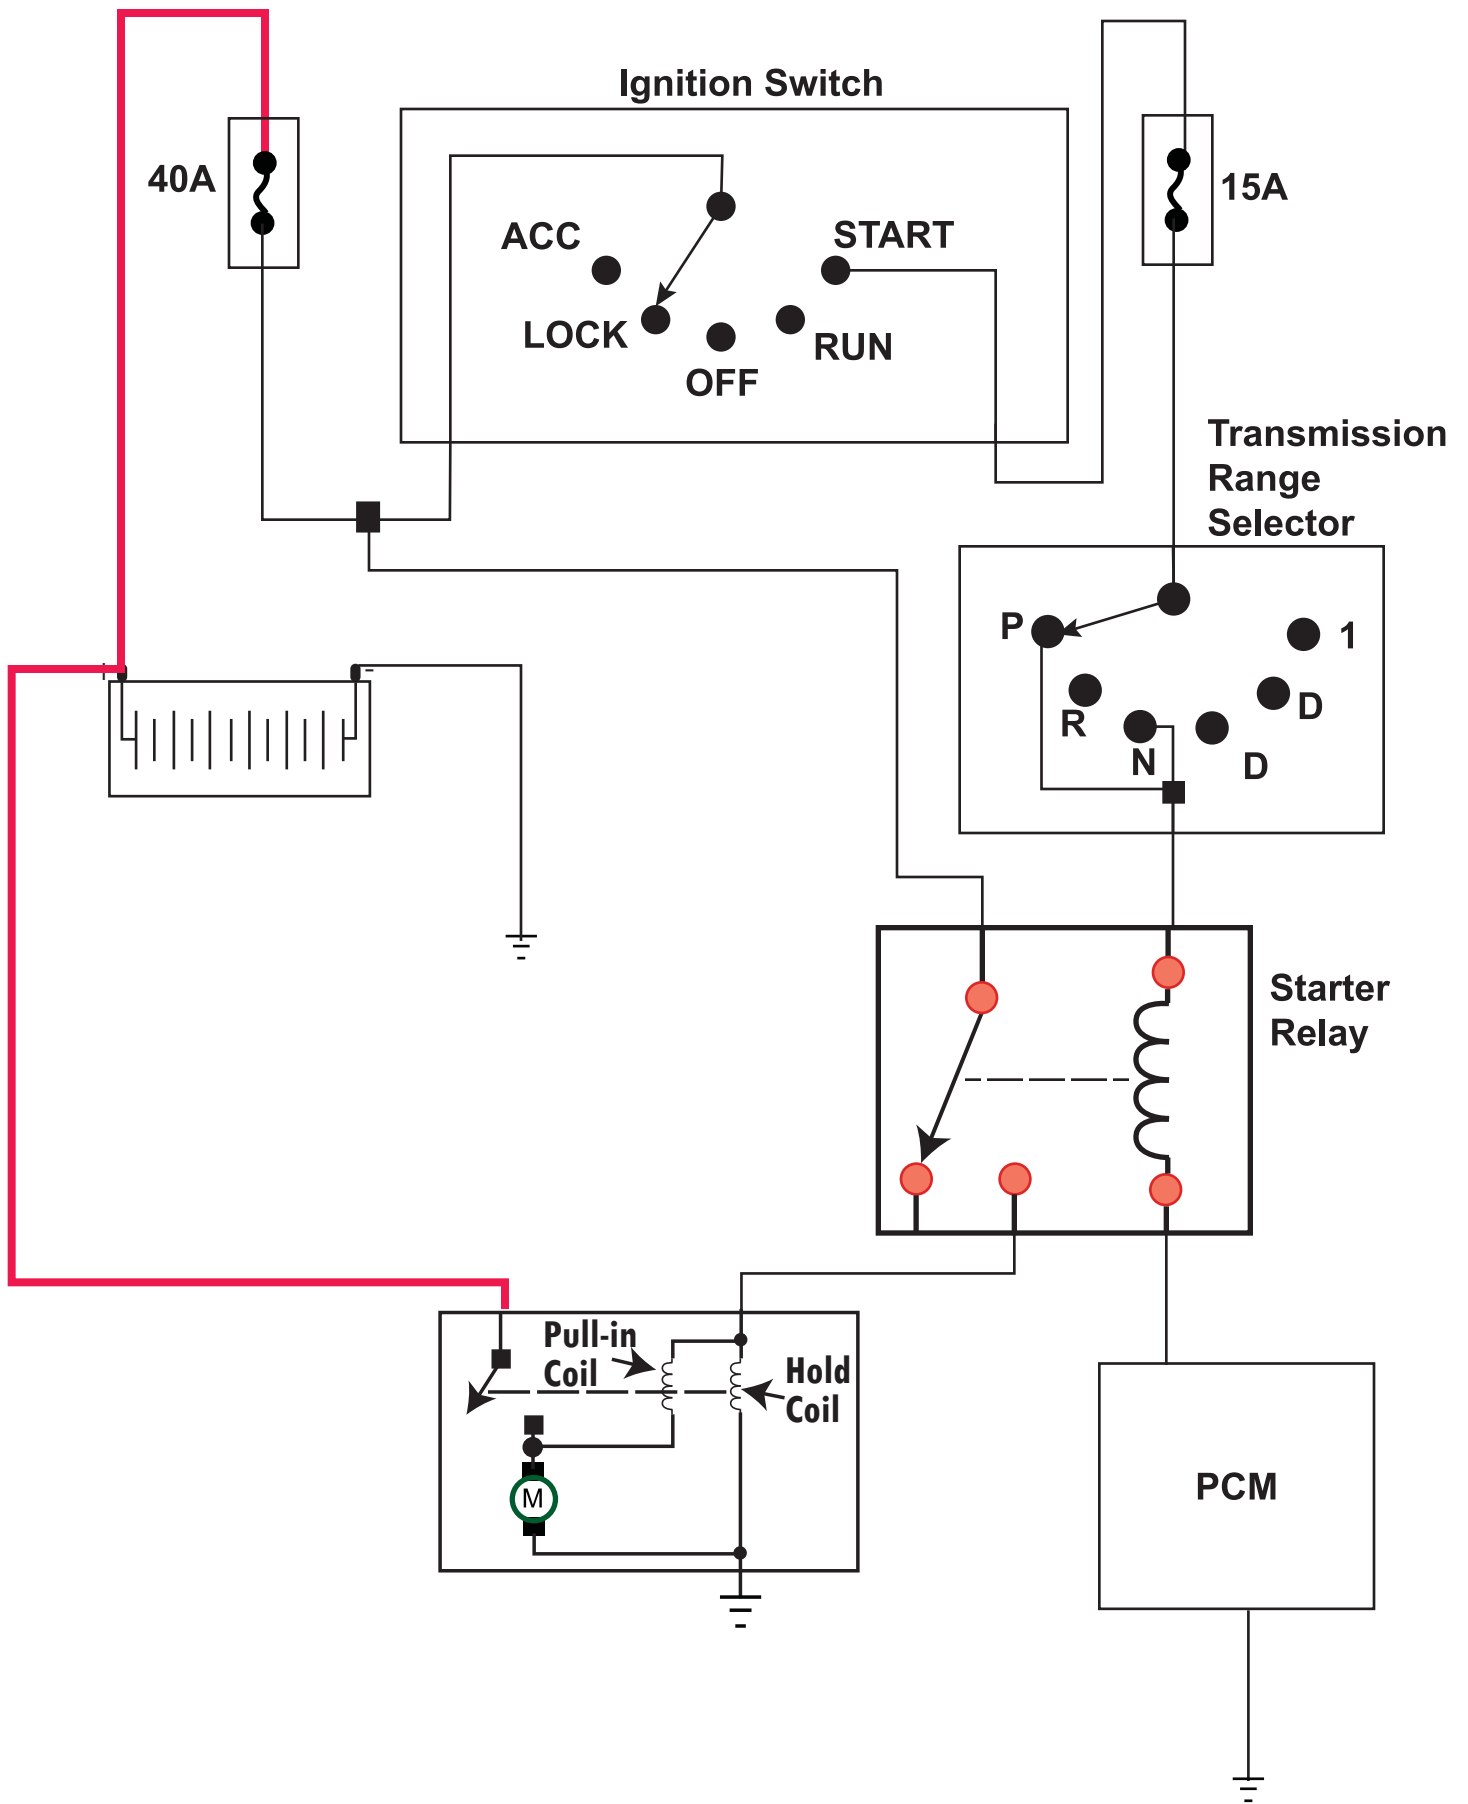 Ignition Switch
40A
15A
ACC
START
LOCK
RUN
OFF
Transmission
Range
Selector
P
1
R
D
N
D
Starter
Relay
Pull-in
Coil
Hold
Coil
M
PCM